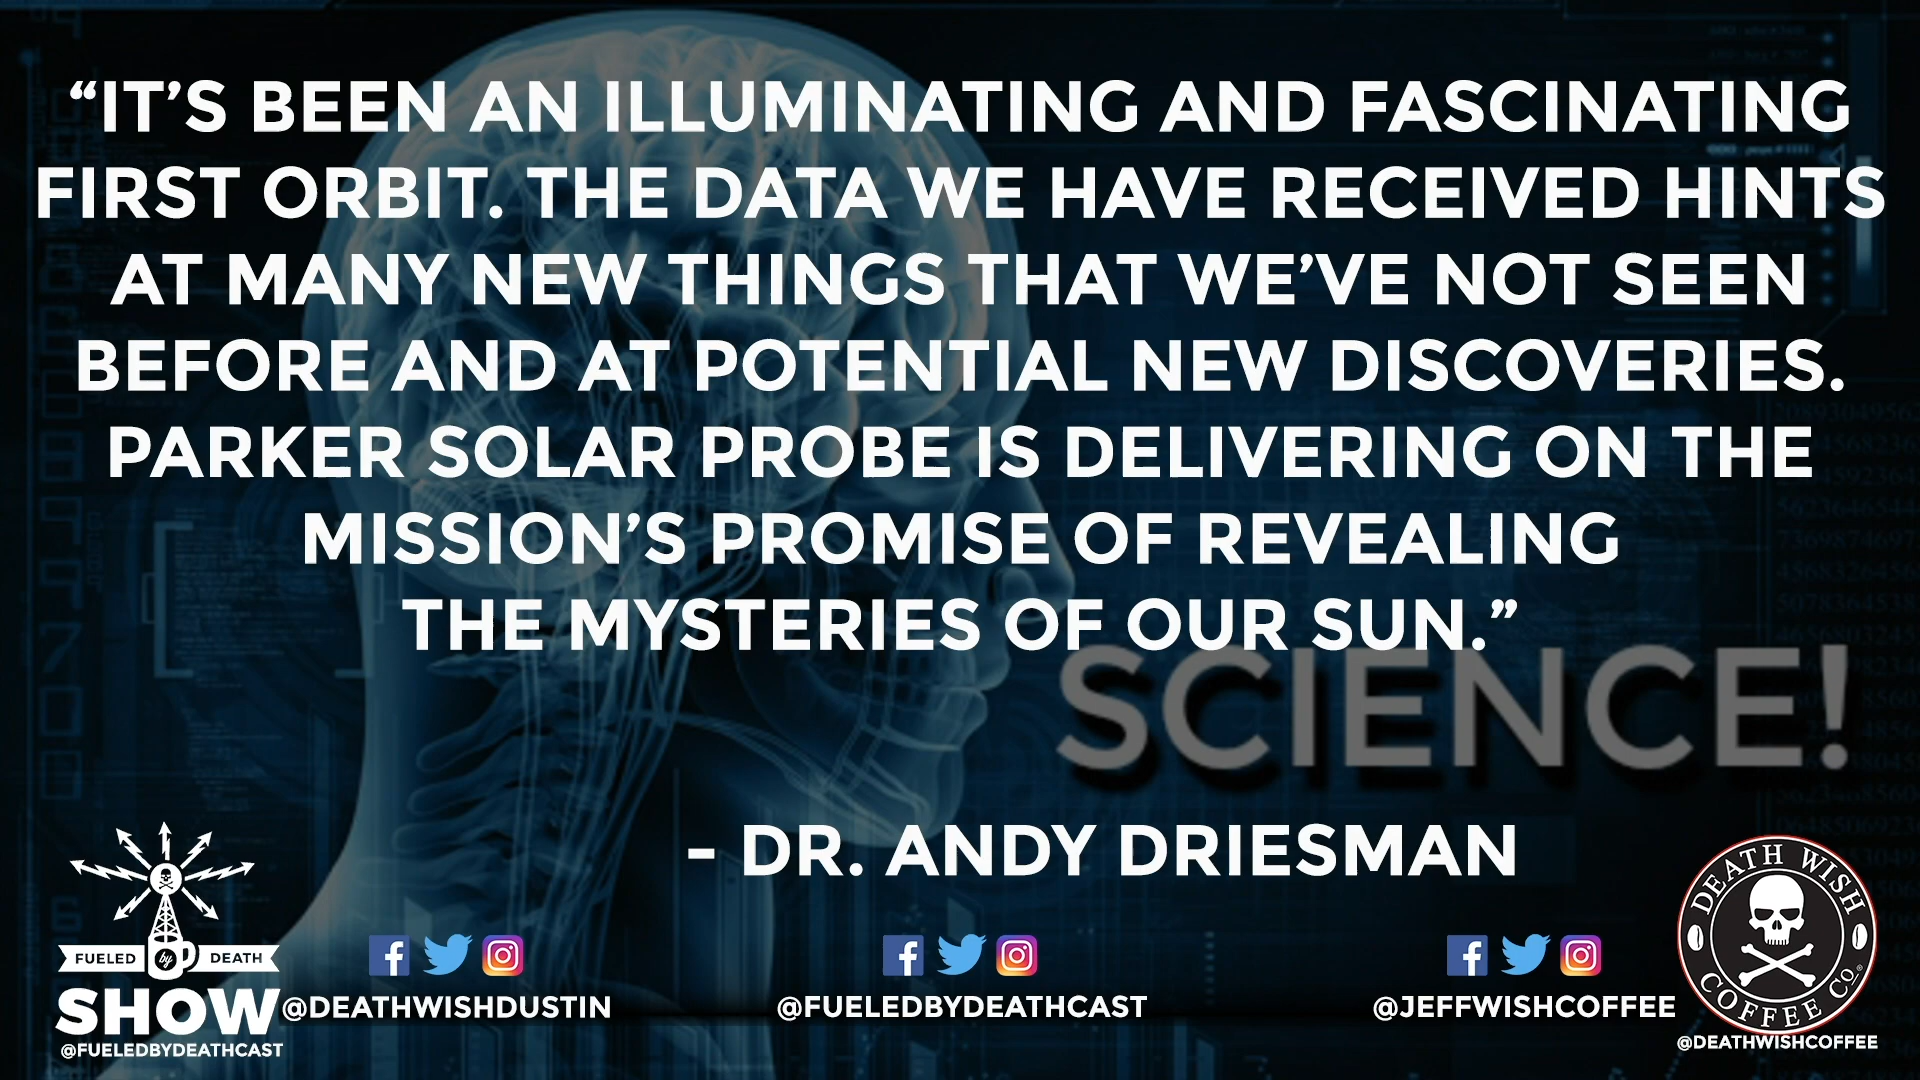 “IT’S BEEN AN ILLUMINATING AND FASCINATING
FIRST ORBIT. THE DATA WE HAVE RECEIVED HINTS
AT MANY NEW THINGS THAT WE’VE NOT SEEN
BEFORE AND AT POTENTIAL NEW DISCOVERIES.
PARKER SOLAR PROBE IS DELIVERING ON THE
MISSION’S PROMISE OF REVEALING
THE MYSTERIES OF OUR SUN.”
SCIENCE!
- DR. ANDY DRIESMAN
FUELED by DEATH
SHOW
@FUELEDBYDEATHCAST
@DEATHWISHDUSTIN
@FUELEDBYDEATHCAST
@JEFFWISHCOFFEE
DEATH WISH
COFFEE CO.®
@DEATHWISHCOFFEE